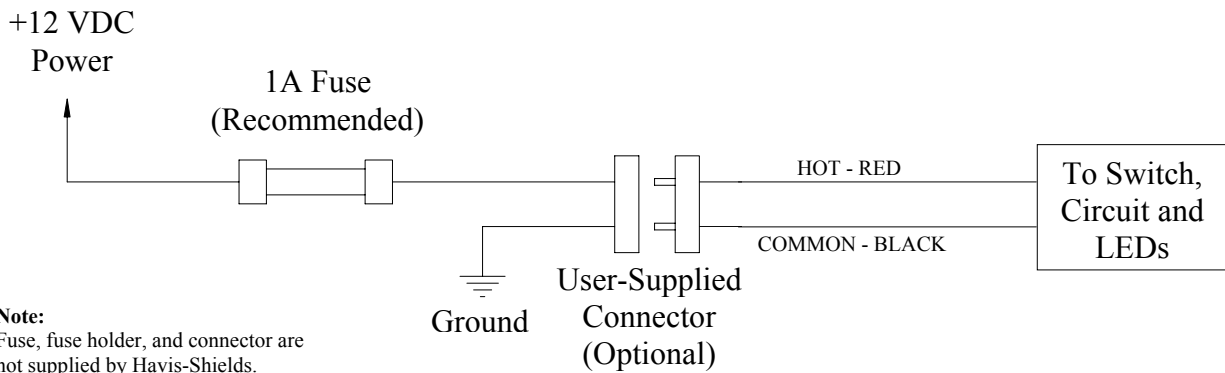 +12 VDC
Power
1A Fuse
(Recommended)
HOT - RED
COMMON - BLACK
To Switch,
Circuit and
LEDs
Ground
User-Supplied
Connector
(Optional)
Note:
Fuse, fuse holder, and connector are
not supplied by Havis-Shields.